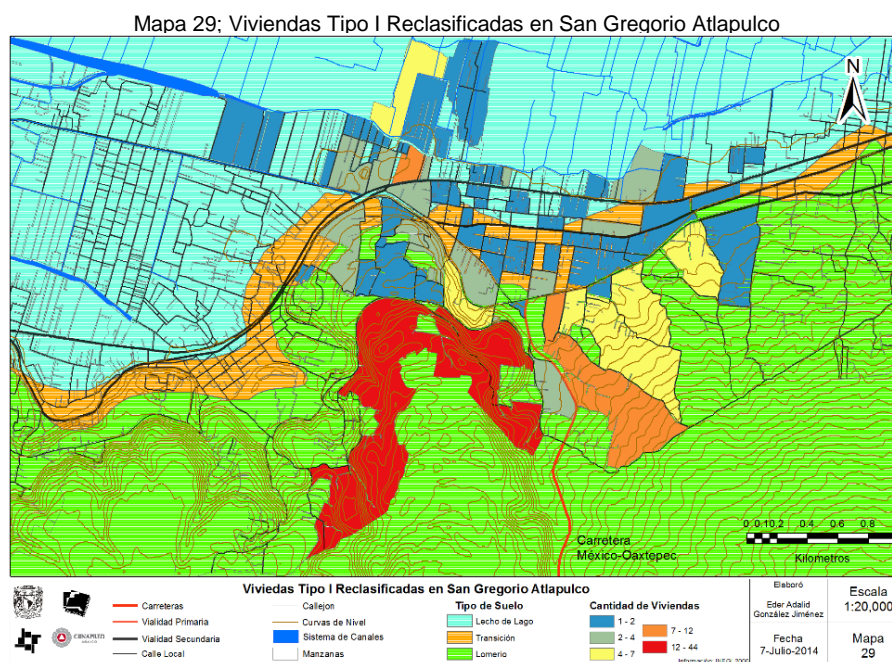 Mapa 29; Viviendas Tipo I Reclasificadas en San Gregorio Atlapulco
N
Carretera
México-Oaxtepec
0 0.10.2 0.4 0.6 0.8
Kilometros
Viviedas Tipo I Reclasificadas en San Gregorio Atlapulco
Carreteras
Vialidad Primaria
Vialidad Secundaria
Calle Local
Callejon
Curvas de Nivel
Sistema de Canales
Manzanas
Tipo de Suelo
Lecho de Lago
Transición
Lomerio
Cantidad de Viviendas
1 - 2
2 - 4
4 - 7
7 - 12
12 - 44
Elaboró
Eder Adalid
González Jiménez
Fecha
7-Julio-2014
Escala
1:20,000
Mapa
29
CENAPRED